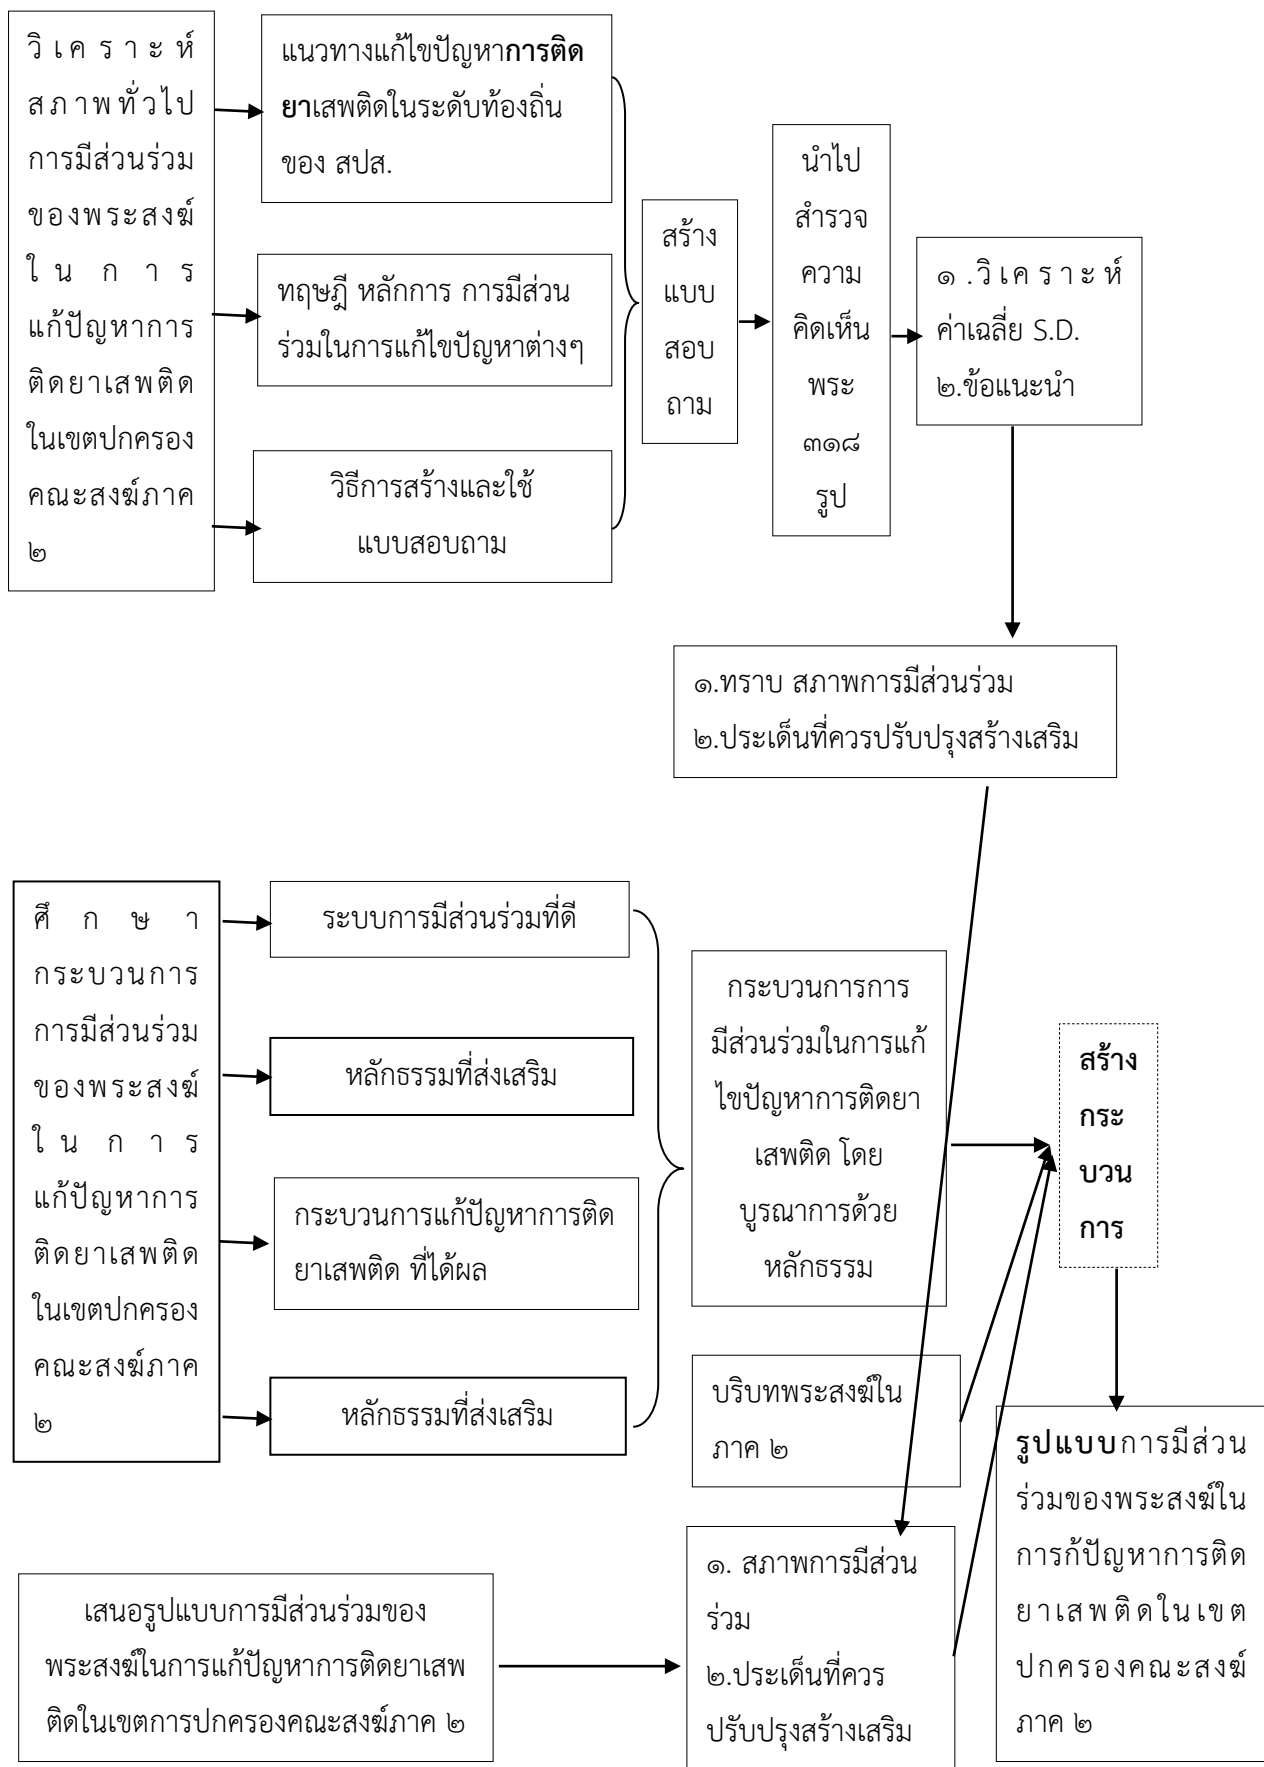 วิเคราะห์
สภาพทั่วไป
การมีส่วนร่วม
ของพระสงฆ์
ในการ
แก้ปัญหาการ
ติดยาเสพติด
ในเขตปกครอง
คณะสงฆ์ภาค
๒
แนวทางแก้ไขปัญหาการติด
ยาเสพติดในระดับท้องถิ่น
ของ สปส.
ทฤษฎี หลักการ การมีส่วน
ร่วมในการแก้ไขปัญหาต่างๆ
วิธีการสร้างและใช้
แบบสอบถาม
สร้าง
แบบ
สอบ
ถาม
นำไป
สำรวจ
ความ
คิดเห็น
พระ
๓๑๘
รูป
๑.วิเคราะห์
ค่าเฉลี่ย S.D.
๒.ข้อแนะนำ
๑.ทราบ สภาพการมีส่วนร่วม
๒.ประเด็นที่ควรปรับปรุงสร้างเสริม
ศึกษา
กระบวนการ
การมีส่วนร่วม
ของพระสงฆ์
ในการ
แก้ปัญหาการ
ติดยาเสพติด
ในเขตปกครอง
คณะสงฆ์ภาค
๒
ระบบการมีส่วนร่วมที่ดี
หลักธรรมที่ส่งเสริม
กระบวนการแก้ปัญหาการติด
ยาเสพติด ที่ได้ผล
หลักธรรมที่ส่งเสริม
กระบวนการการ
มีส่วนร่วมในการแก้
ไขปัญหาการติดยา
เสพติด โดย
บูรณาการด้วย
หลักธรรม
บริบทพระสงฆ์ใน
ภาค ๒
สร้าง
กระ
บวน
การ
เสนอรูปแบบการมีส่วนร่วมของ
พระสงฆ์ในการแก้ปัญหาการติดยาเสพ
ติดในเขตการปกครองคณะสงฆ์ภาค ๒
๑. สภาพการมีส่วน
ร่วม
๒.ประเด็นที่ควร
ปรับปรุงสร้างเสริม
รูปแบบการมีส่วน
ร่วมของพระสงฆ์ใน
การก้ปัญหาการติด
ยาเสพติดในเขต
ปกครองคณะสงฆ์
ภาค ๒